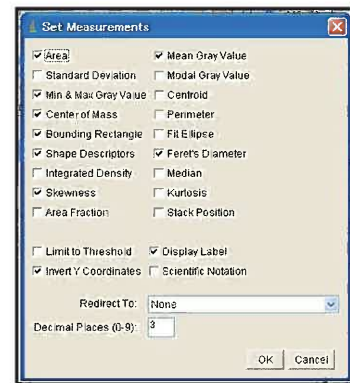 Set Measurements
Area Mean Gray Value
Standard Deviation Modal Gray Value
Min & Max Gray Value Centroid
Center of Mass Perimeter
Bounding Rectangle Fit Ellipse
Shape Descriptors Feret's Diameter
Integrated Density Median
Skewness Kurtosis
Area Fraction Stack Position
Limit to Threshold Display Label
Invert Y Coordinates Scientific Notation
Redirect To: None
Decimal Places (0-9): 3
OK Cancel